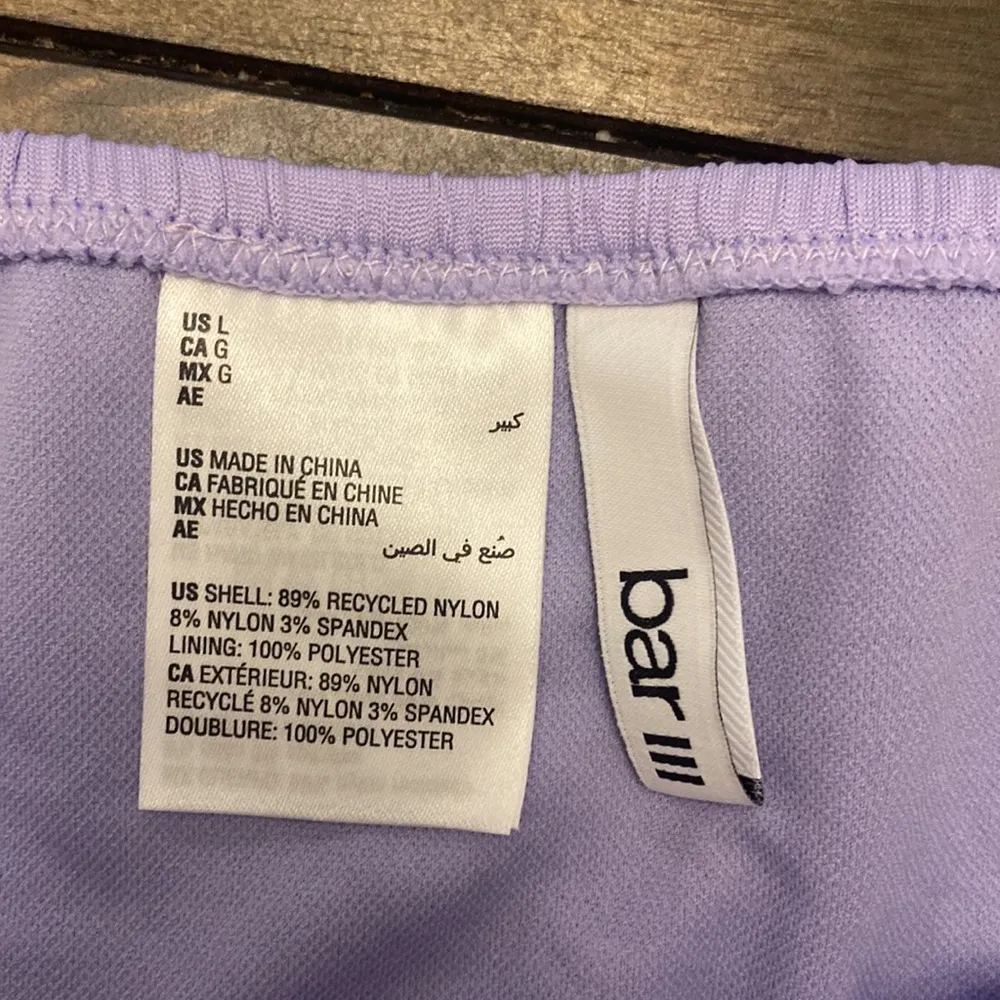 US L
CA G
MX G
AE
كبير
US MADE IN CHINA
CA FABRIQUÉ EN CHINE
MX HECHO EN CHINA
AE
صُنع في الصين
US SHELL: 89% RECYCLED NYLON
8% NYLON 3% SPANDEX
LINING: 100% POLYESTER
CA EXTÉRIEUR: 89% NYLON
RECYCLÉ 8% NYLON 3% SPANDEX
DOUBLURE: 100% POLYESTER
bar III